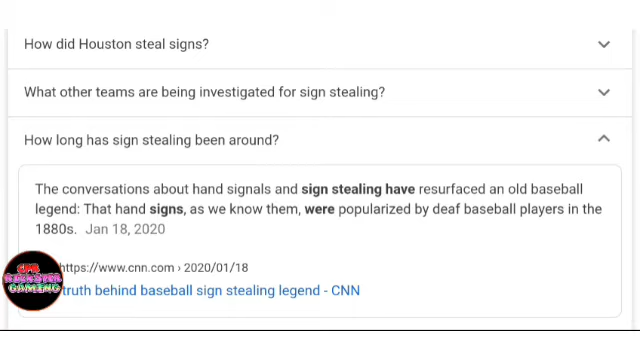 How did Houston steal signs?
What other teams are being investigated for sign stealing?
How long has sign stealing been around?
The conversations about hand signals and sign stealing have resurfaced an old baseball
legend: That hand signs, as we know them, were popularized by deaf baseball players in the
1880s. Jan 18, 2020
https://www.cnn.com › 2020/01/18
truth behind baseball sign stealing legend - CNN
GAMING